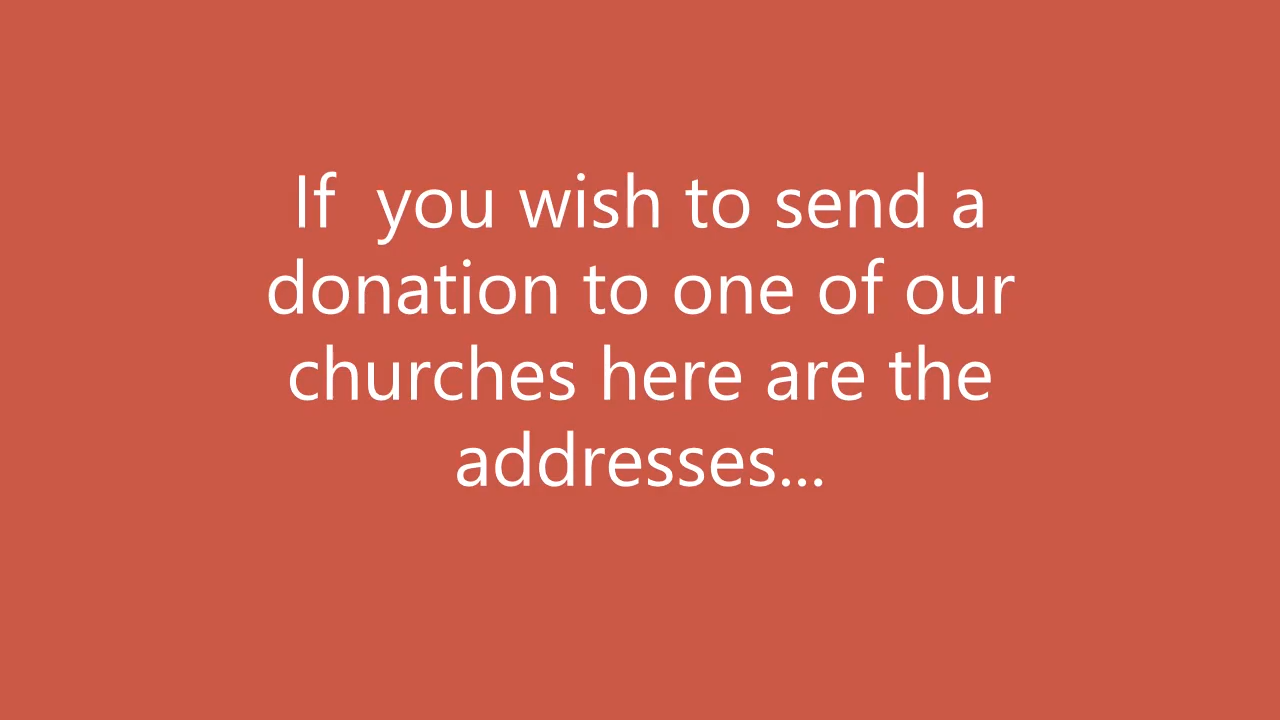 If  you wish to send a
donation to one of our
churches here are the
addresses...